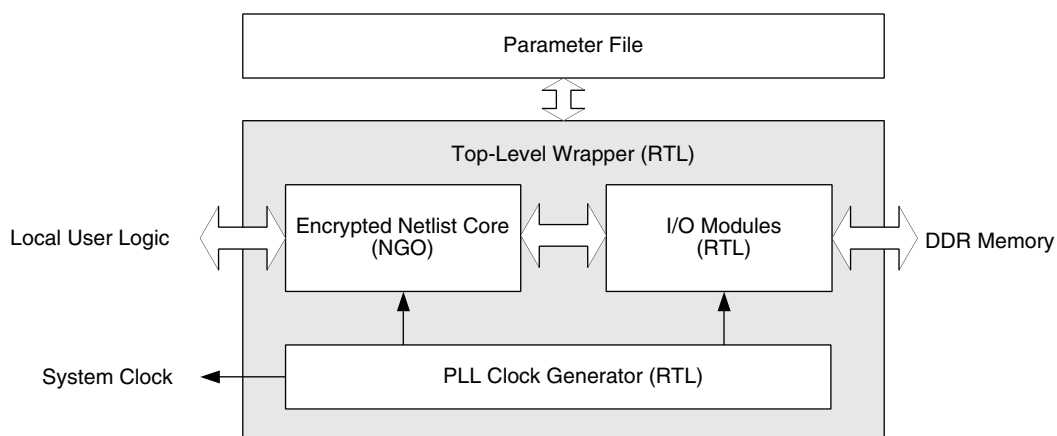 Parameter File
Top-Level Wrapper (RTL)
Local User Logic
Encrypted Netlist Core
(NGO)
I/O Modules
(RTL)
DDR Memory
System Clock
PLL Clock Generator (RTL)